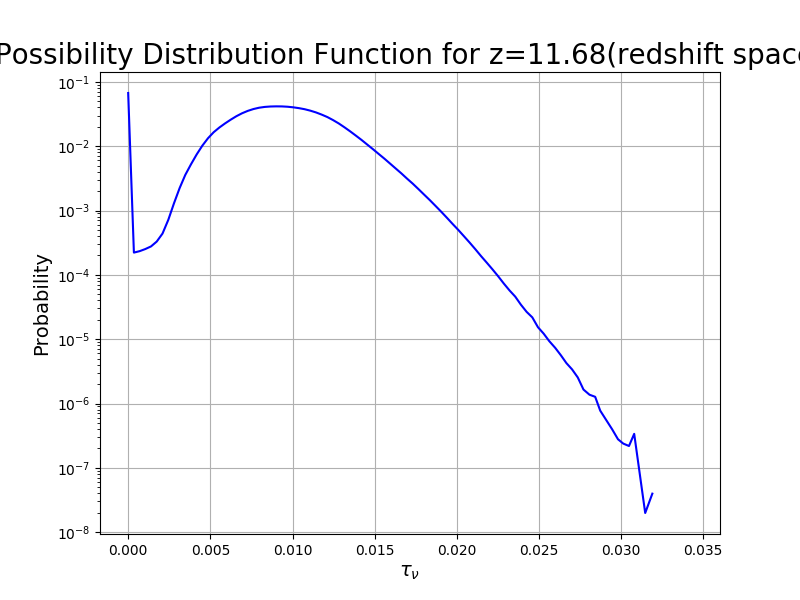 Possibility Distribution Function for z=11.68(redshift space
Probability
10⁻¹
10⁻²
10⁻³
10⁻⁴
10⁻⁵
10⁻⁶
10⁻⁷
10⁻⁸
0.000 0.005 0.010 0.015 0.020 0.025 0.030 0.035
τᵥ